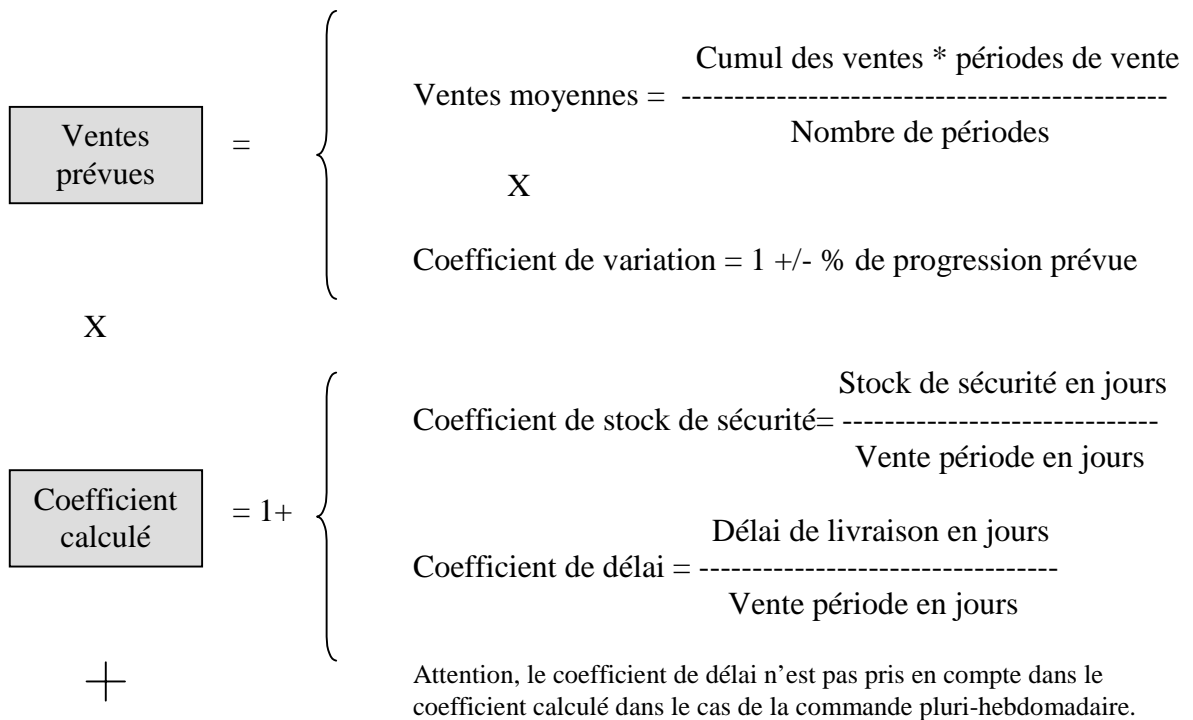 Cumul des ventes * périodes de vente
Ventes moyennes = ----------------------------------------------
Nombre de périodes
Ventes
prévues
=
X
Coefficient de variation = 1 +/- % de progression prévue
X
Stock de sécurité en jours
Coefficient de stock de sécurité= ------------------------------
Vente période en jours
Coefficient
calculé
= 1+
Délai de livraison en jours
Coefficient de délai = ----------------------------------
Vente période en jours
+
Attention, le coefficient de délai n’est pas pris en compte dans le
coefficient calculé dans le cas de la commande pluri-hebdomadaire.